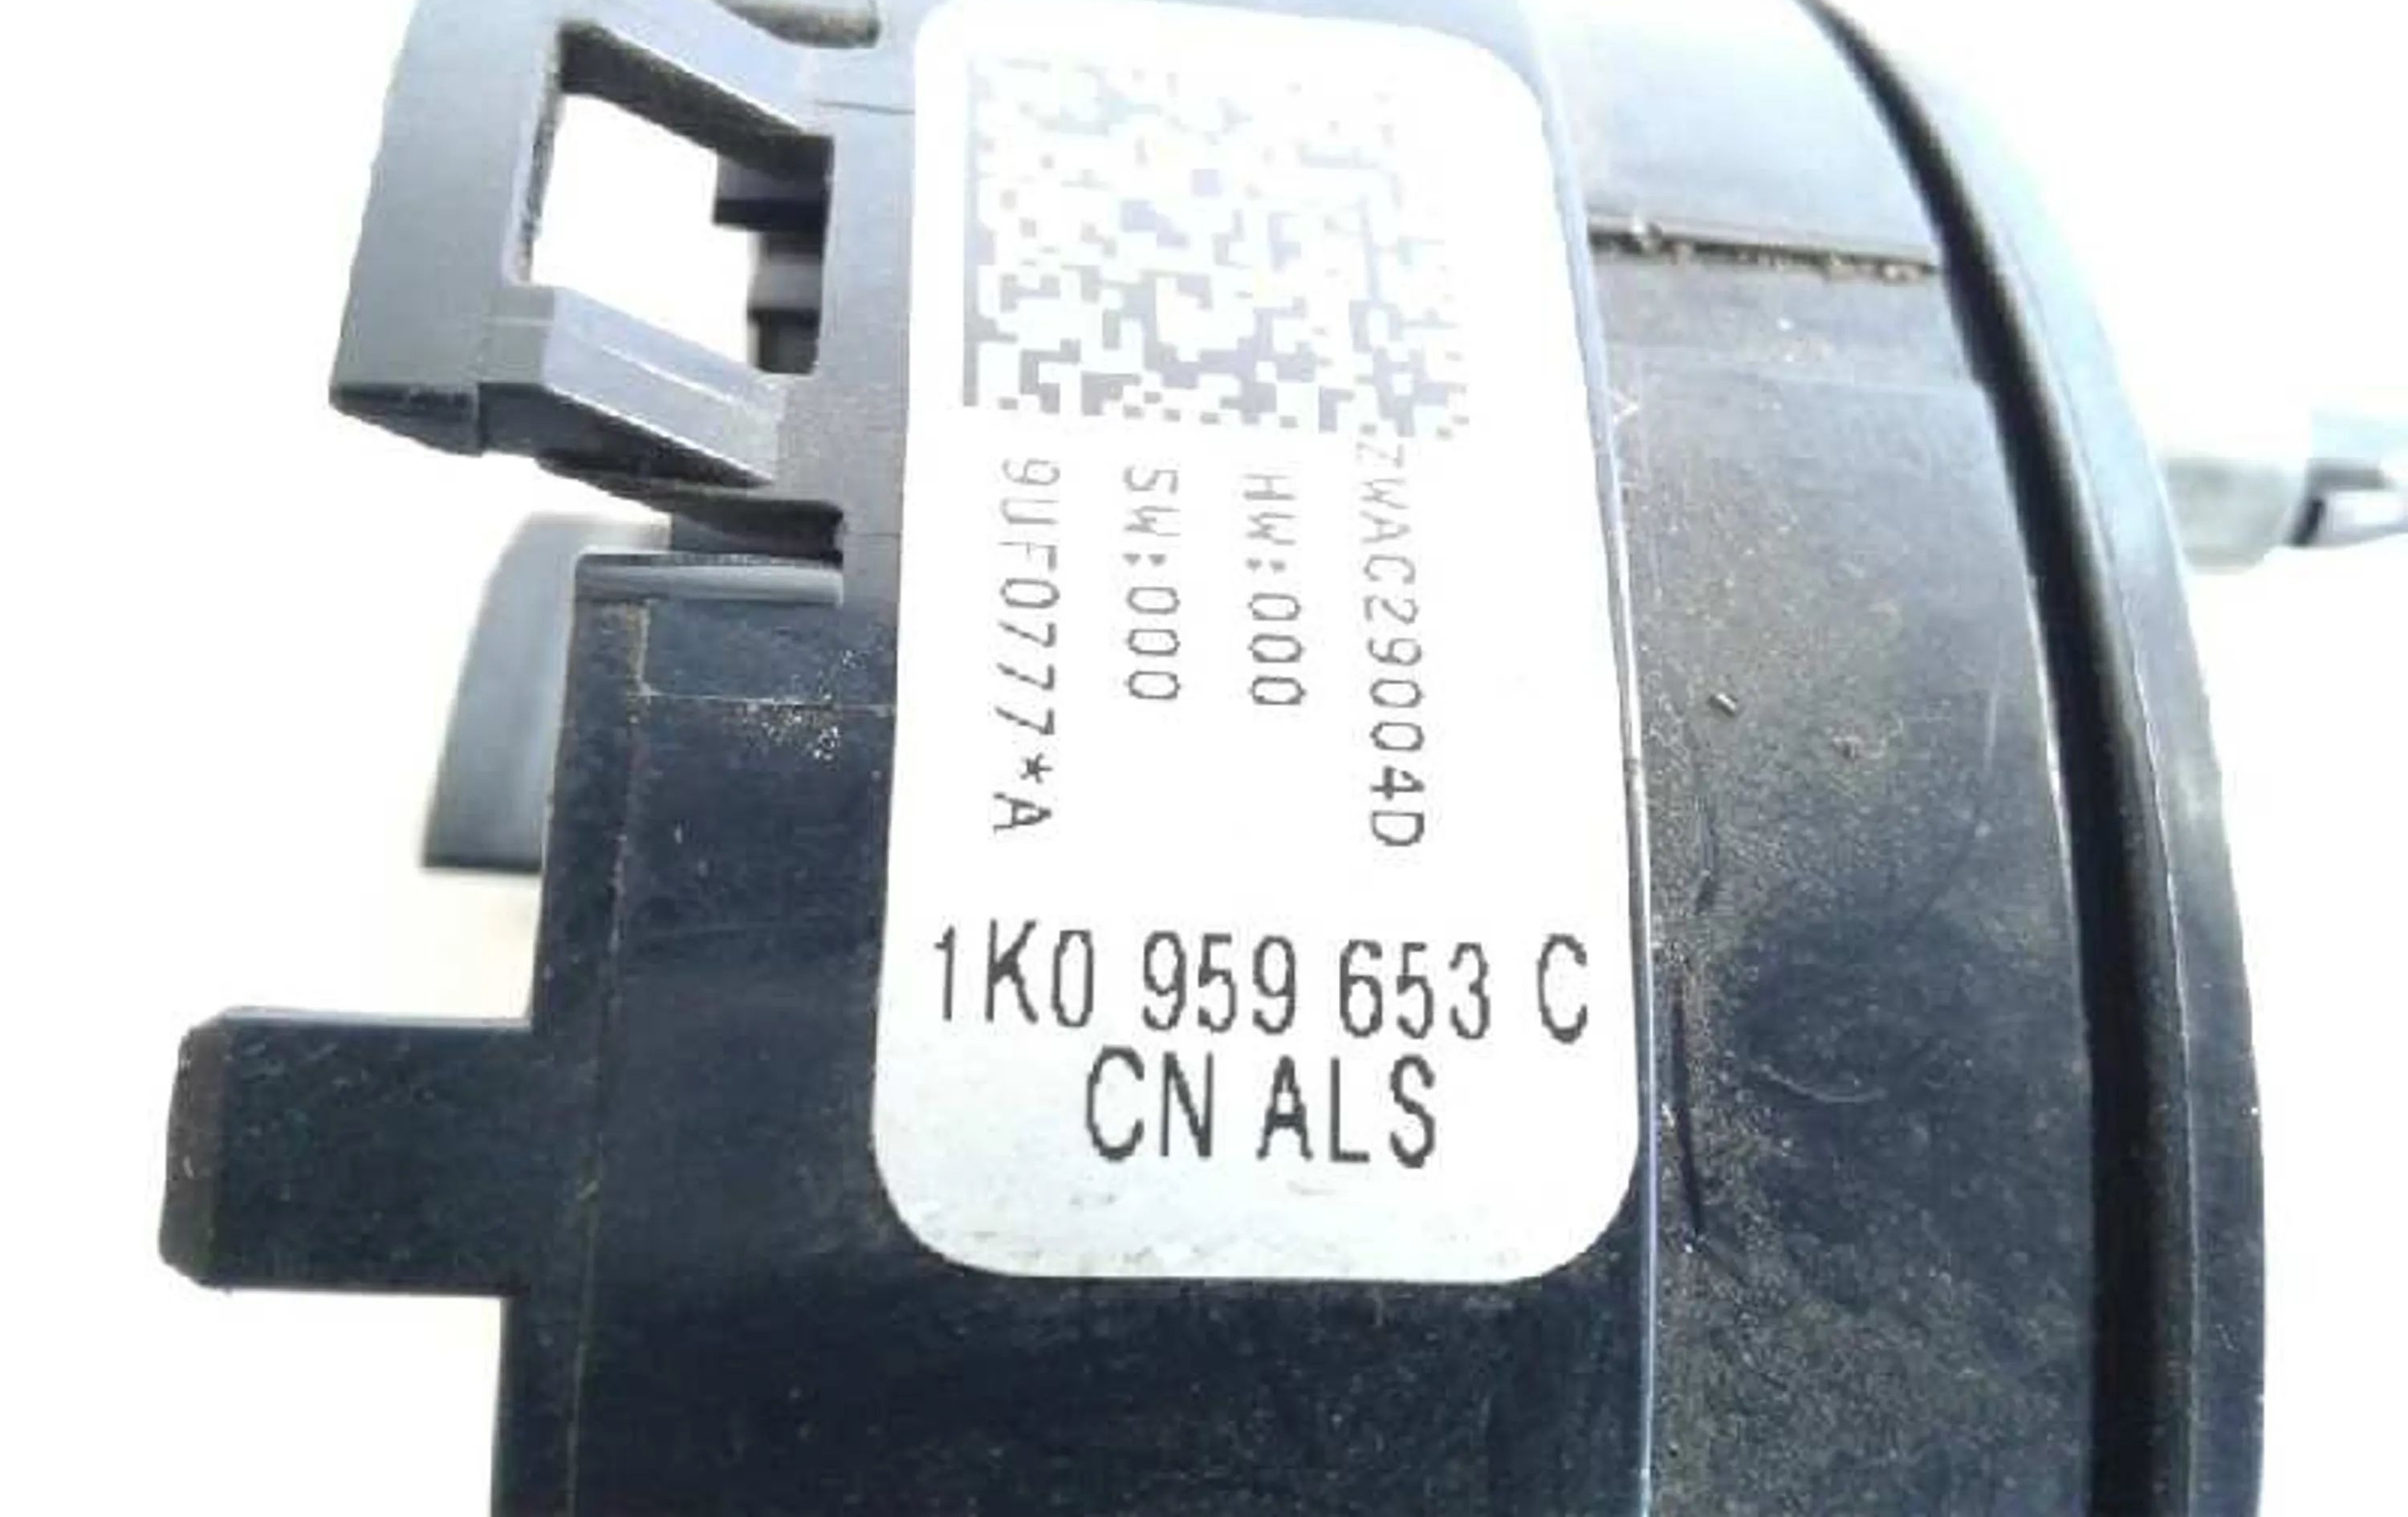 ZWAC29004D
HW:000
SW:000
9UF0777*A
1K0 959 653 C
CN ALS